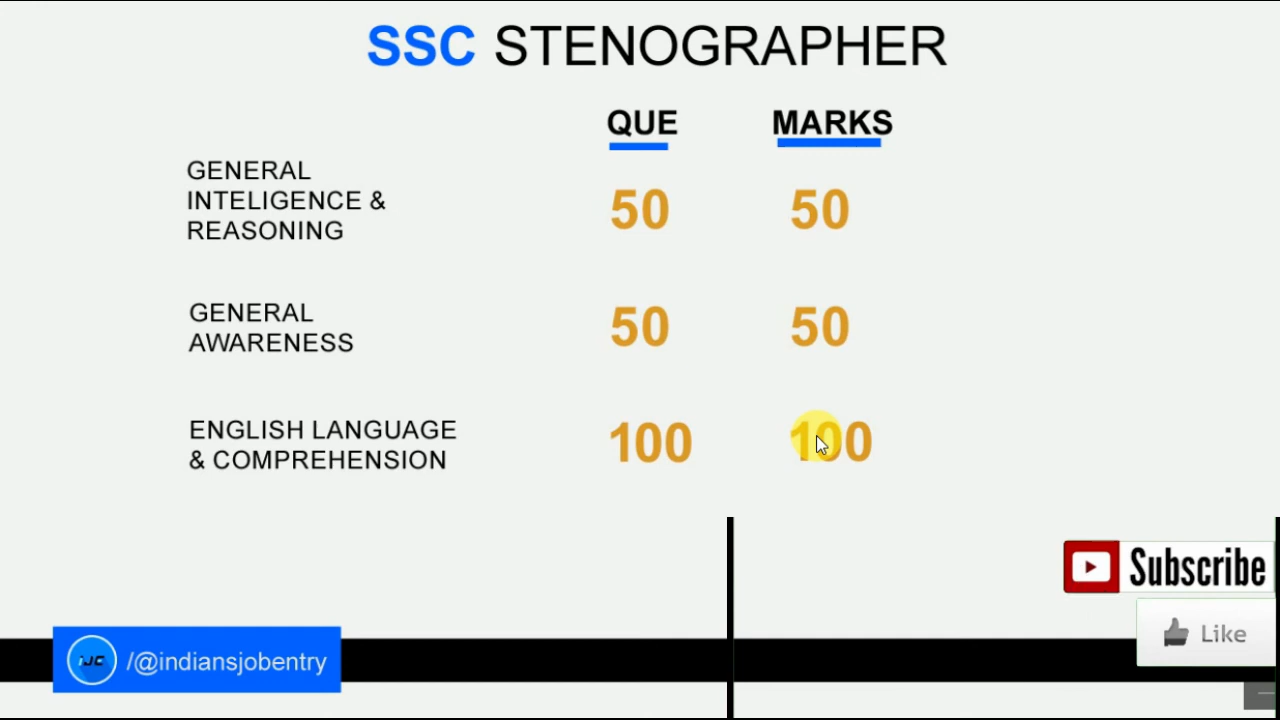 SSC STENOGRAPHER
QUE MARKS
GENERAL
INTELIGENCE &
REASONING
50 50
GENERAL
AWARENESS
50 50
ENGLISH LANGUAGE
& COMPREHENSION
100 100
Subscribe
Like
iJC /@indiansjobentry